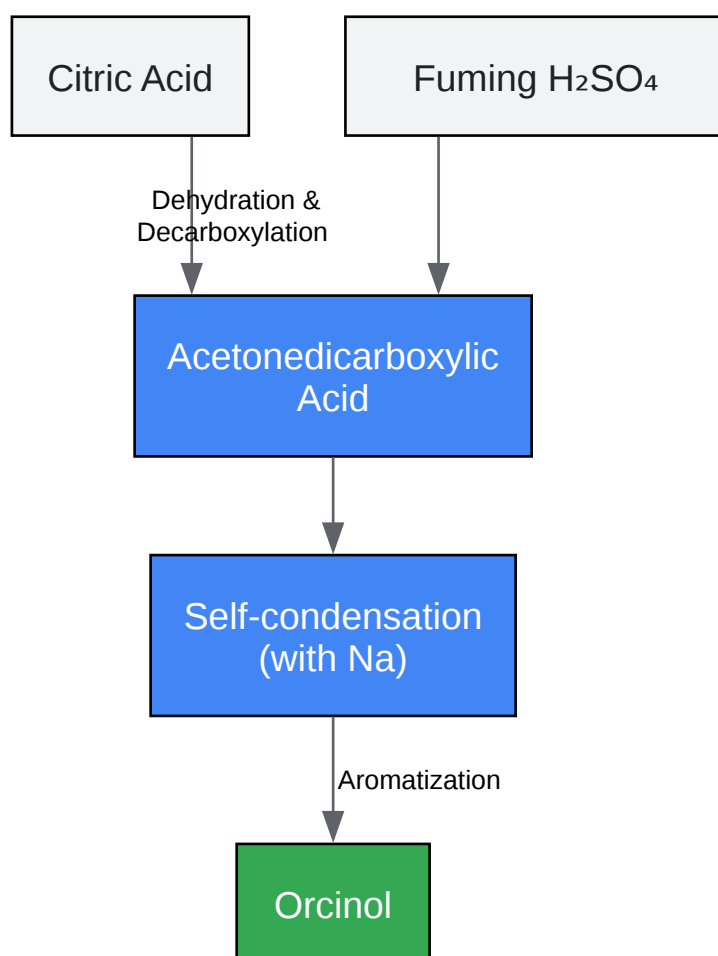 Citric Acid
Fuming H₂SO₄
Dehydration &
Decarboxylation
Acetonedicarboxylic
Acid
Self-condensation
(with Na)
Aromatization
Orcinol